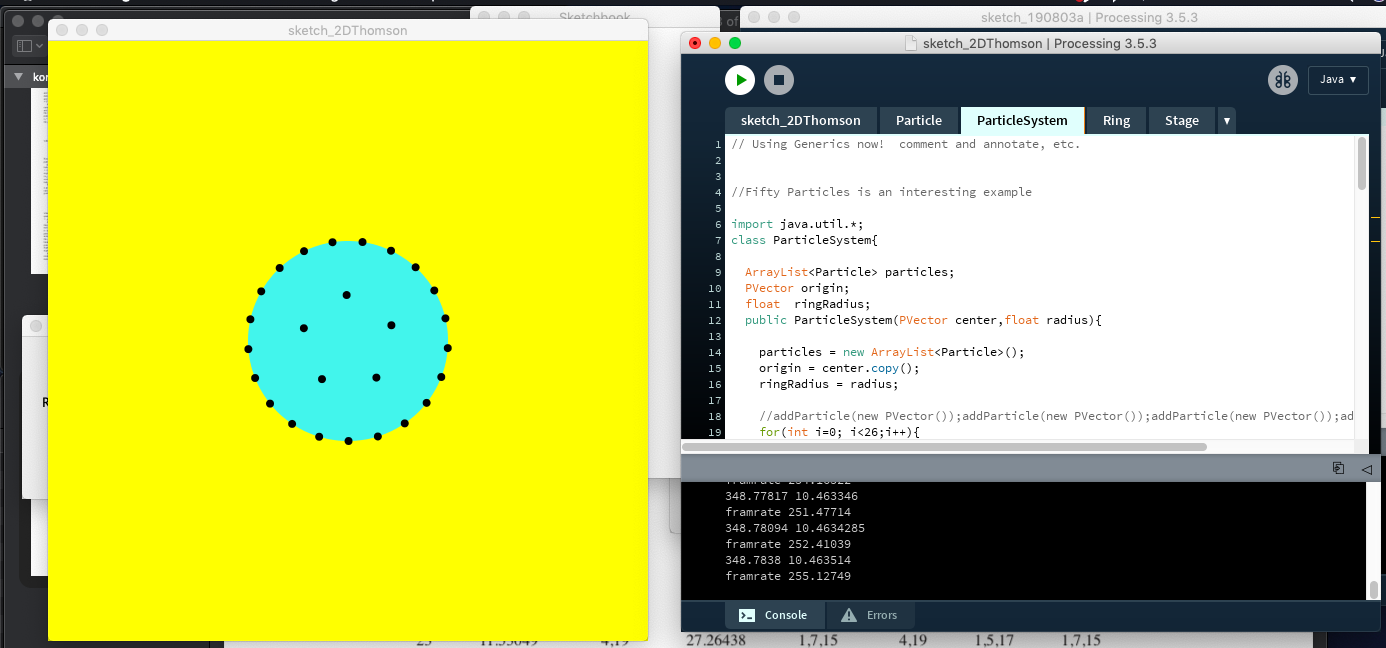 Sketchbook
of
sketch_190803a | Processing 3.5.3
sketch_2DThomson
sketch_2DThomson | Processing 3.5.3
kor
Java ▼
sketch_2DThomson Particle ParticleSystem Ring Stage ▼
1 // Using Generics now!  comment and annotate, etc.
2
3
4 //Fifty Particles is an interesting example
5
6 import java.util.*;
7 class ParticleSystem{
8
9 ArrayList<Particle> particles;
10 PVector origin;
11 float  ringRadius;
12 public ParticleSystem(PVector center,float radius){
13
14 particles = new ArrayList<Particle>();
15 origin = center.copy();
16 ringRadius = radius;
17
18 //addParticle(new PVector());addParticle(new PVector());addParticle(new PVector());ad
19 for(int i=0; i<26;i++){
R
348.77817 10.463346
framrate 251.47714
348.78094 10.4634285
framrate 252.41039
348.7838 10.463514
framrate 255.12749
Console Errors
4,19 27.26438 1,7,15 4,19 1,5,17 1,7,15